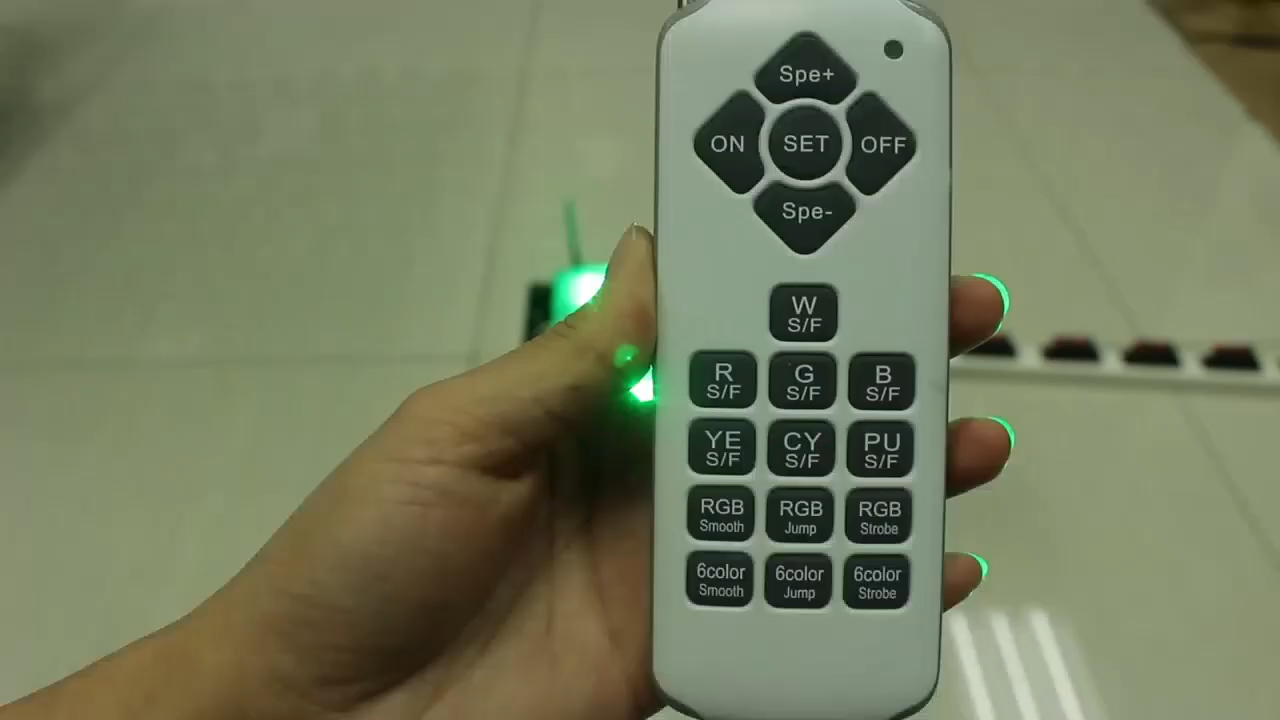 Spe+
ON SET OFF
Spe-
W
S/F
R G B
S/F S/F S/F
YE CY PU
S/F S/F S/F
RGB RGB RGB
Smooth Jump Strobe
6color 6color 6color
Smooth Jump Strobe